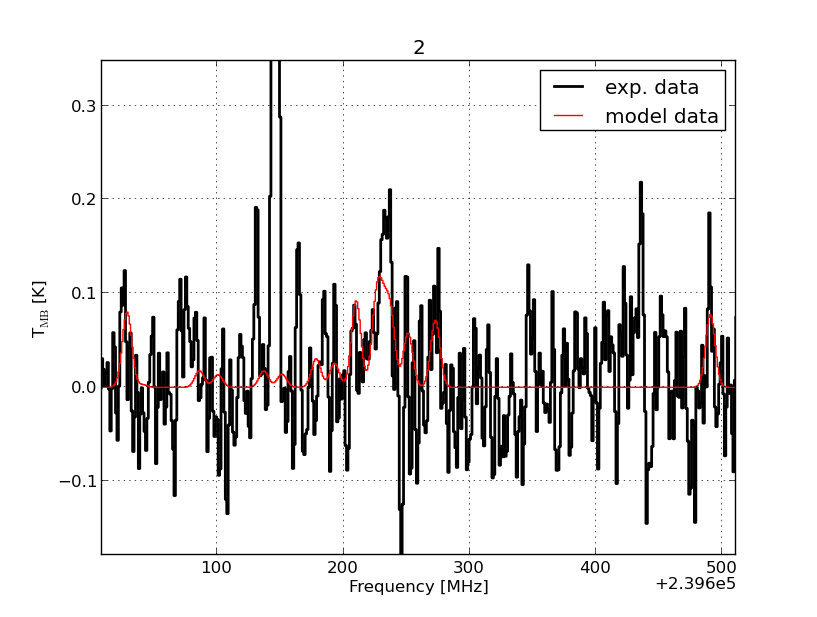 2
exp. data
model data
0.3
0.2
0.1
0.0
−0.1
T_MB [K]
100 200 300 400 500
+2.396e5
Frequency [MHz]